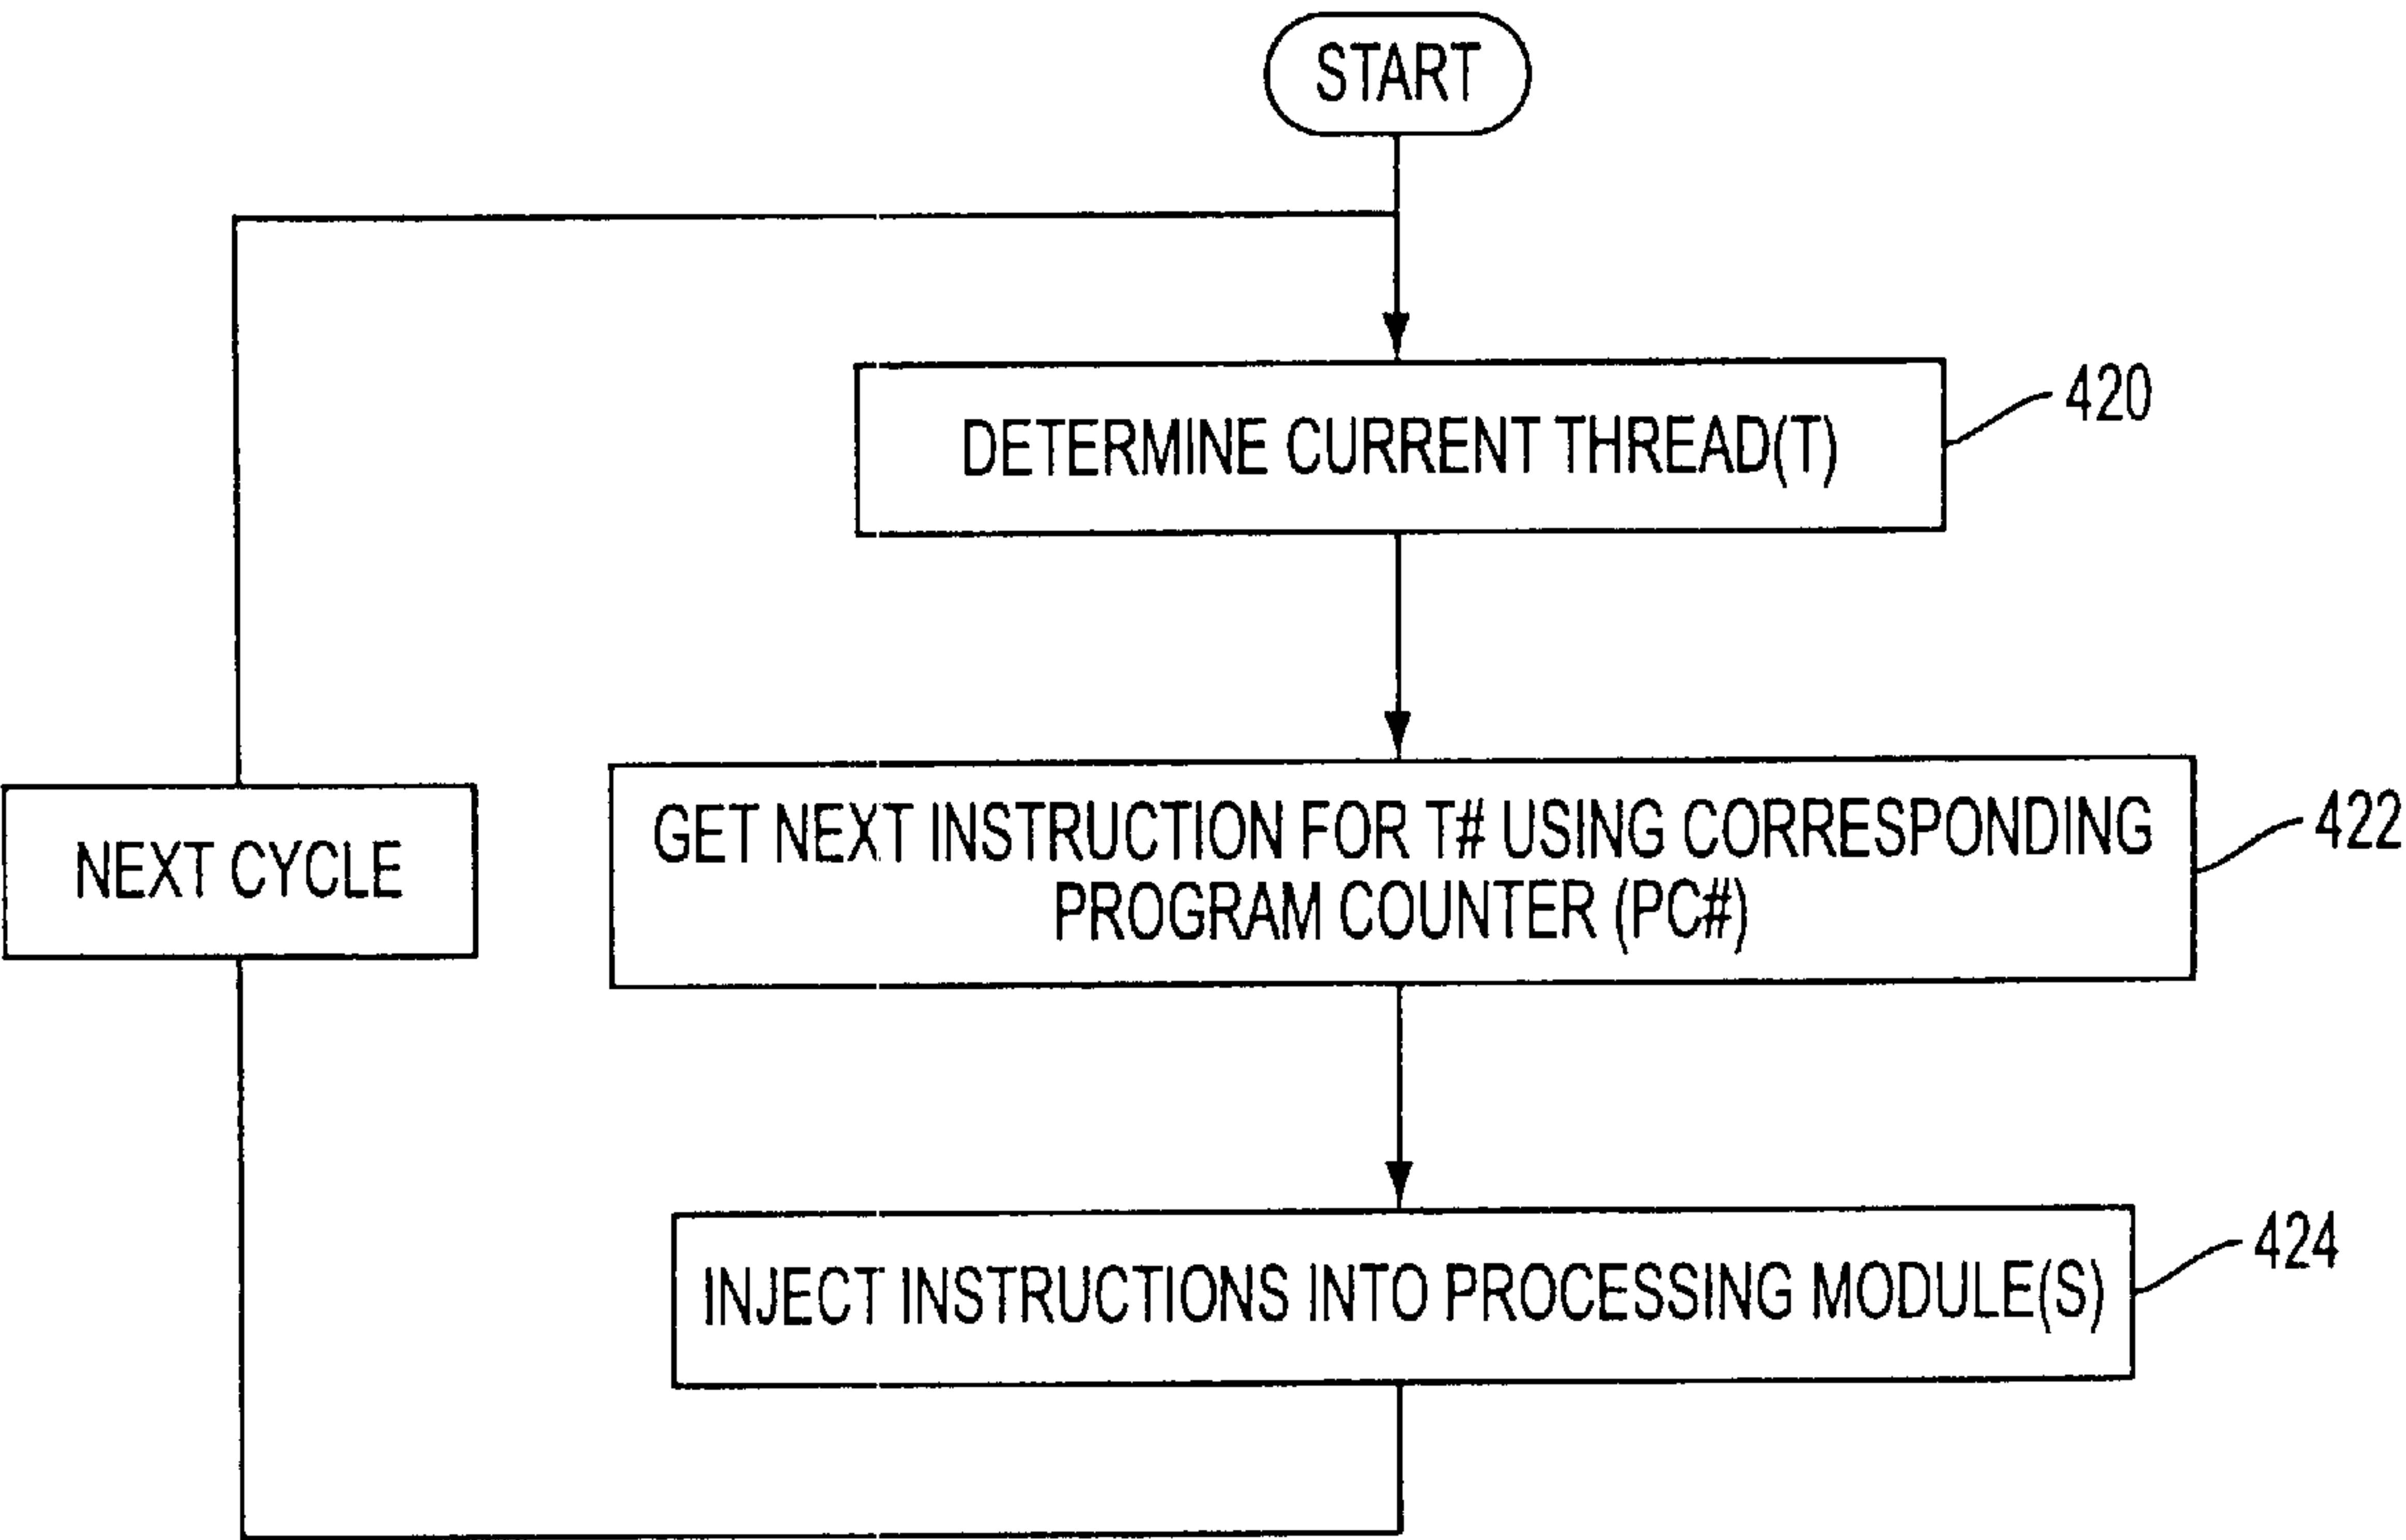 START
DETERMINE CURRENT THREAD(T)
420
GET NEXT INSTRUCTION FOR T# USING CORRESPONDING
PROGRAM COUNTER (PC#)
422
NEXT CYCLE
INJECT INSTRUCTIONS INTO PROCESSING MODULE(S)
424